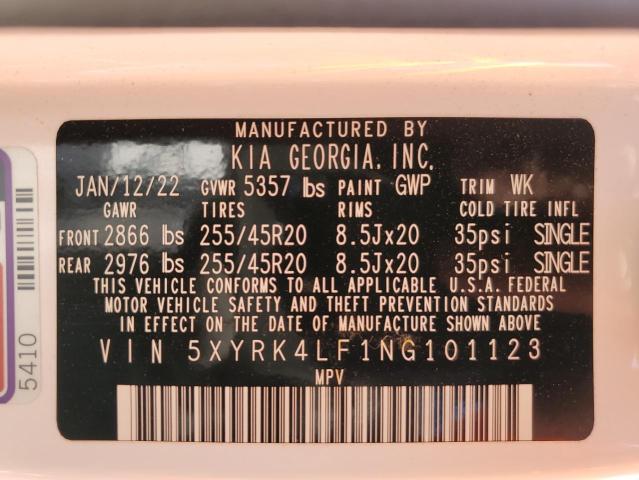 MANUFACTURED BY
KIA GEORGIA, INC.
JAN/12/22 GVWR 5357 lbs PAINT GWP TRIM WK
GAWR TIRES RIMS COLD TIRE INFL
FRONT 2866 lbs 255/45R20 8.5Jx20 35psi SINGLE
REAR 2976 lbs 255/45R20 8.5Jx20 35psi SINGLE
THIS VEHICLE CONFORMS TO ALL APPLICABLE U.S.A. FEDERAL
MOTOR VEHICLE SAFETY AND THEFT PREVENTION STANDARDS
IN EFFECT ON THE DATE OF MANUFACTURE SHOWN ABOVE
VIN 5XYRK4LF1NG101123
MPV
5410